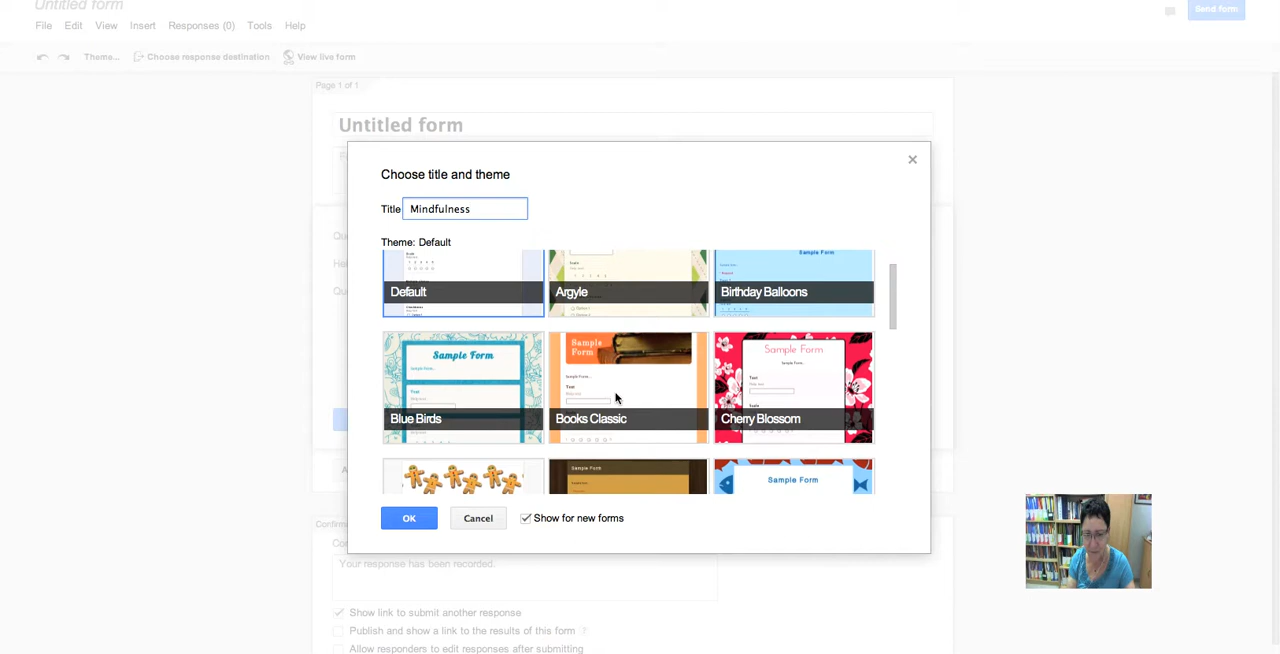 Untitled form
Send form
File Edit View Insert Responses (0) Tools Help
Theme... Choose response destination View live form
Page 1 of 1
Untitled form
Choose title and theme
Title Mindfulness
Theme: Default
Sample Form
Default Argyle Birthday Balloons
Sample Form
Sample Form
Sample Form
Blue Birds Books Classic Cherry Blossom
Sample Form
Sample Form
OK Cancel Show for new forms
Your response has been recorded.
Show link to submit another response
Publish and show a link to the results of this form ?
Allow responders to edit responses after submitting